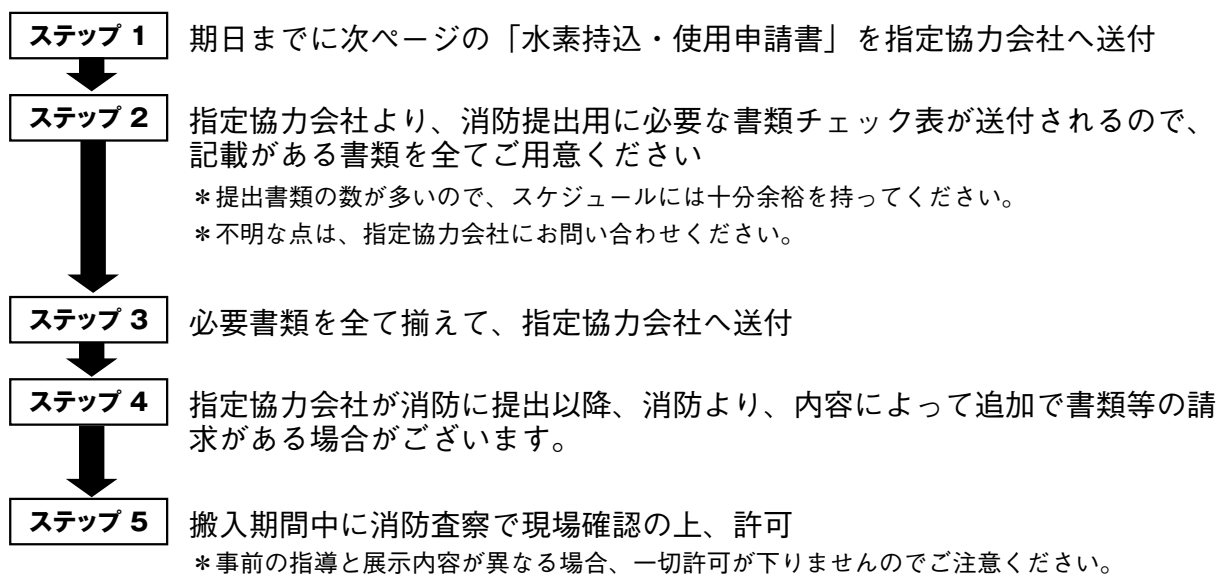 ステップ 1
期日までに次ページの「水素持込・使用申請書」を指定協力会社へ送付
ステップ 2
指定協力会社より、消防提出用に必要な書類チェック表が送付されるので、
記載がある書類を全てご用意ください
＊提出書類の数が多いので、スケジュールには十分余裕を持ってください。
＊不明な点は、指定協力会社にお問い合わせください。
ステップ 3
必要書類を全て揃えて、指定協力会社へ送付
ステップ 4
指定協力会社が消防に提出以降、消防より、内容によって追加で書類等の請
求がある場合がございます。
ステップ 5
搬入期間中に消防査察で現場確認の上、許可
＊事前の指導と展示内容が異なる場合、一切許可が下りませんのでご注意ください。